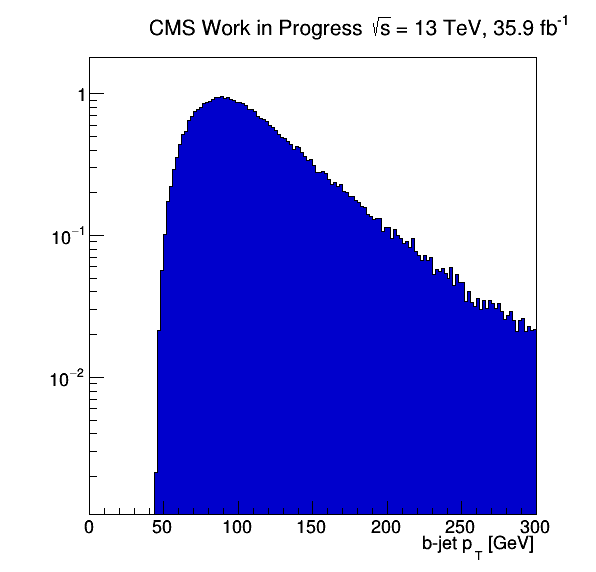 CMS Work in Progress √s = 13 TeV, 35.9 fb⁻¹
1
10⁻¹
10⁻²
0 50 100 150 200 250 300
b-jet p_T [GeV]